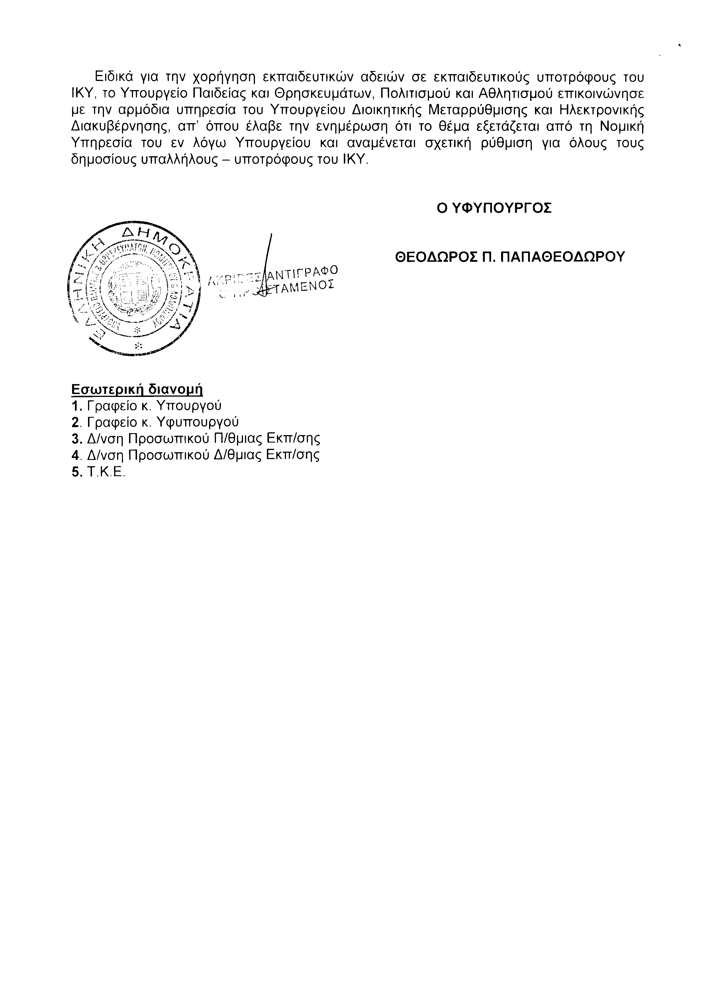 Ειδικά για την χορήγηση εκπαιδευτικών αδειών σε εκπαιδευτικούς υποτρόφους του
ΙΚΥ, το Υπουργείο Παιδείας και Θρησκευμάτων, Πολιτισμού και Αθλητισμού επικοινώνησε
με την αρμόδια υπηρεσία του Υπουργείου Διοικητικής Μεταρρύθμισης και Ηλεκτρονικής
Διακυβέρνησης, απ’ όπου έλαβε την ενημέρωση ότι το θέμα εξετάζεται από τη Νομική
Υπηρεσία του εν λόγω Υπουργείου και αναμένεται σχετική ρύθμιση για όλους τους
δημοσίους υπαλλήλους – υποτρόφους του ΙΚΥ.
Ο ΥΦΥΠΟΥΡΓΟΣ
ΘΕΟΔΩΡΟΣ Π. ΠΑΠΑΘΕΟΔΩΡΟΥ
ΕΛΛΗΝΙΚΗ ΔΗΜΟΚΡΑΤΙΑ
ΑΚΡΙΒΕΣ ΑΝΤΙΓΡΑΦΟ
Ο ΠΡΟΪΣΤΑΜΕΝΟΣ
Εσωτερική διανομή
1. Γραφείο κ. Υπουργού
2. Γραφείο κ. Υφυπουργού
3. Δ/νση Προσωπικού Π/θμιας Εκπ/σης
4. Δ/νση Προσωπικού Δ/θμιας Εκπ/σης
5. Τ.Κ.Ε.